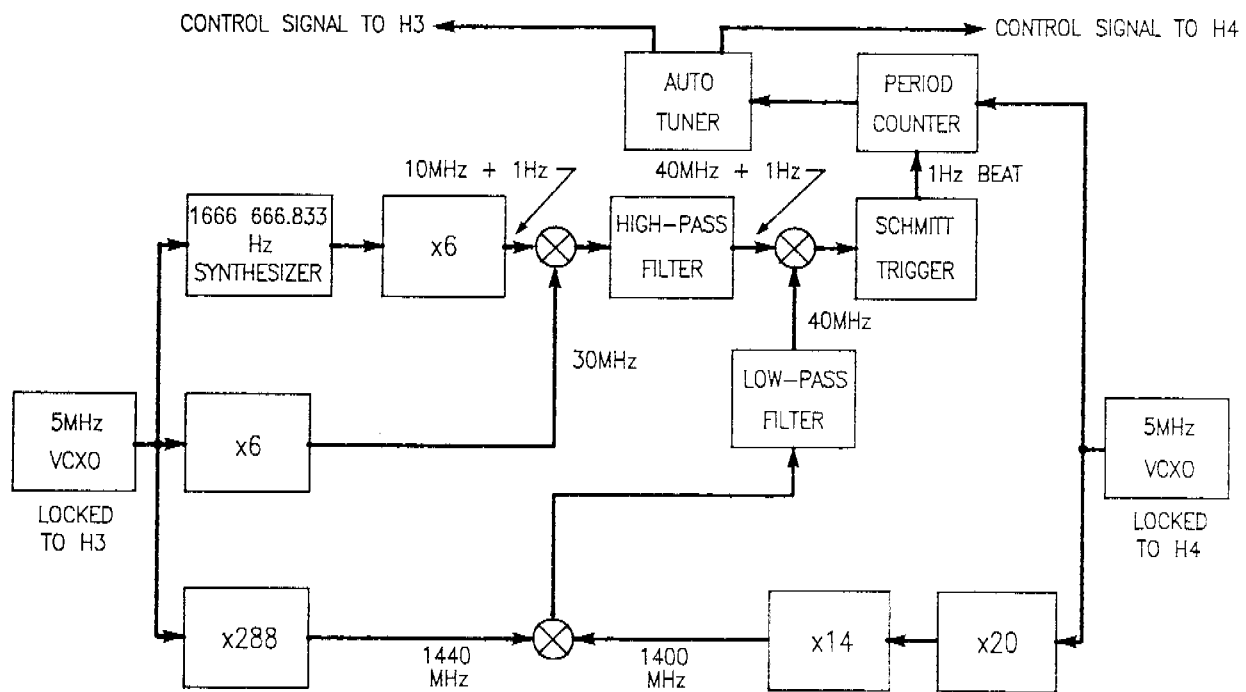 CONTROL SIGNAL TO H3
CONTROL SIGNAL TO H4
AUTO
TUNER
PERIOD
COUNTER
10MHz + 1Hz
40MHz + 1Hz
1Hz BEAT
1666 666.833
Hz
SYNTHESIZER
x6
HIGH-PASS
FILTER
SCHMITT
TRIGGER
30MHz
40MHz
LOW-PASS
FILTER
5MHz
VCXO
LOCKED
TO H3
x6
5MHz
VCXO
LOCKED
TO H4
x288
1440
MHz
1400
MHz
x14
x20